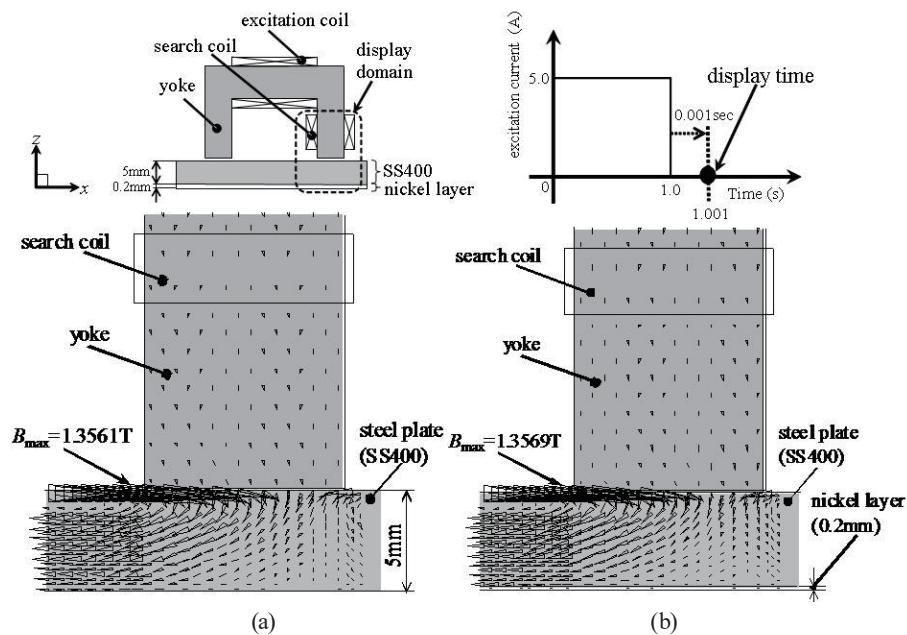 excitation coil
search coil
display domain
yoke
z
x
5mm
0.2mm
SS400
nickel layer
(b)
excitation current (A)
5.0
display time
0.001sec
0
1.0
Time (s)
1.001
search coil
yoke
Bmax=1.3561T
steel plate
(SS400)
5mm
(a)
search coil
yoke
Bmax=1.3569T
steel plate
(SS400)
nickel layer
(0.2mm)
(b)